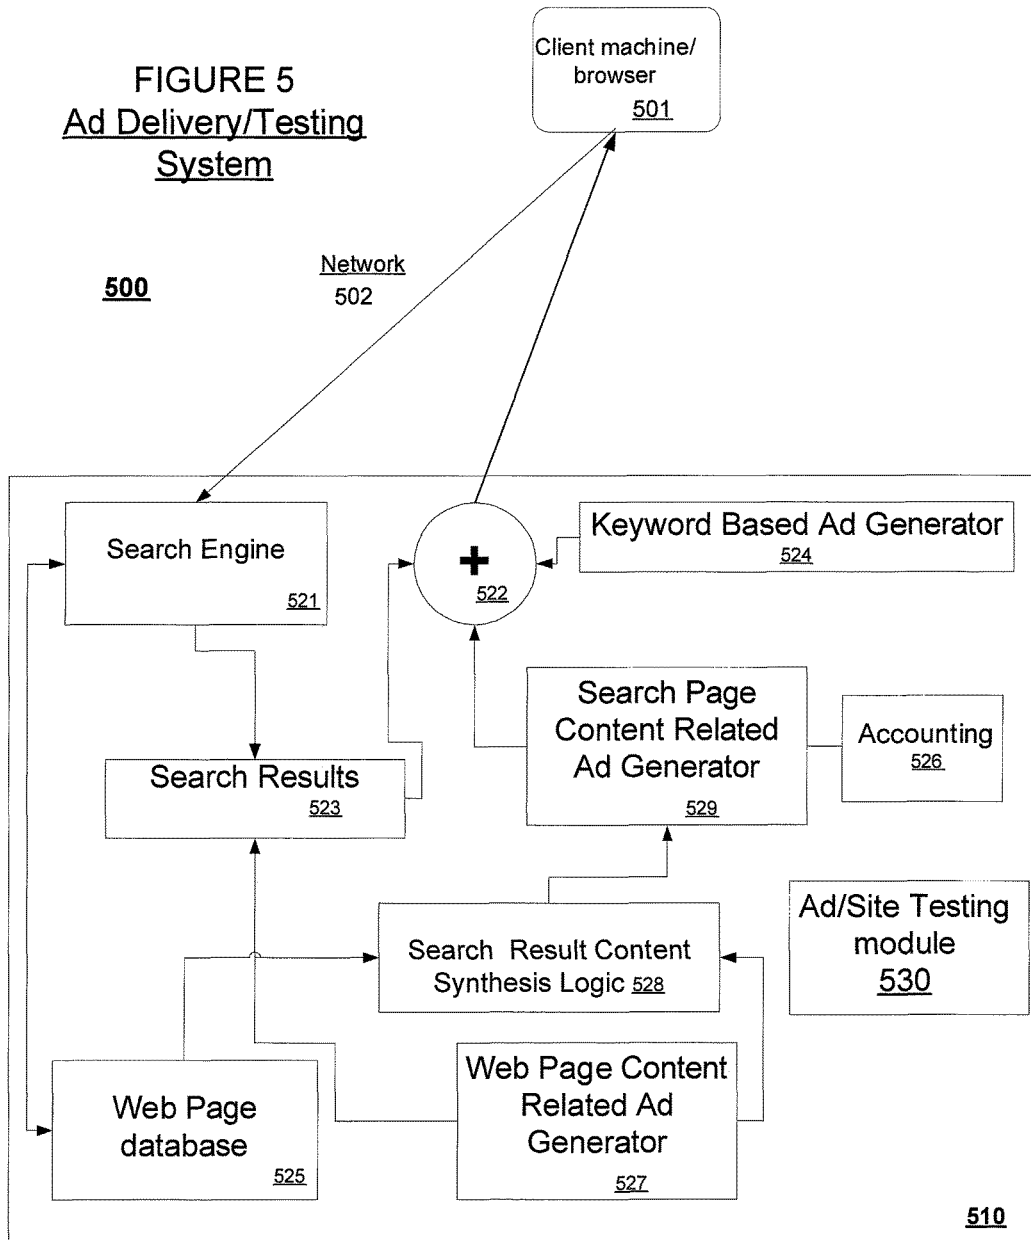 Client machine/
browser
501
FIGURE 5
Ad Delivery/Testing
System
500
Network
502
Search Engine
521
+
522
Keyword Based Ad Generator
524
Search Page
Content Related
Ad Generator
529
Accounting
526
Search Results
523
Ad/Site Testing
module
530
Search Result Content
Synthesis Logic 528
Web Page
database
525
Web Page Content
Related Ad
Generator
527
510